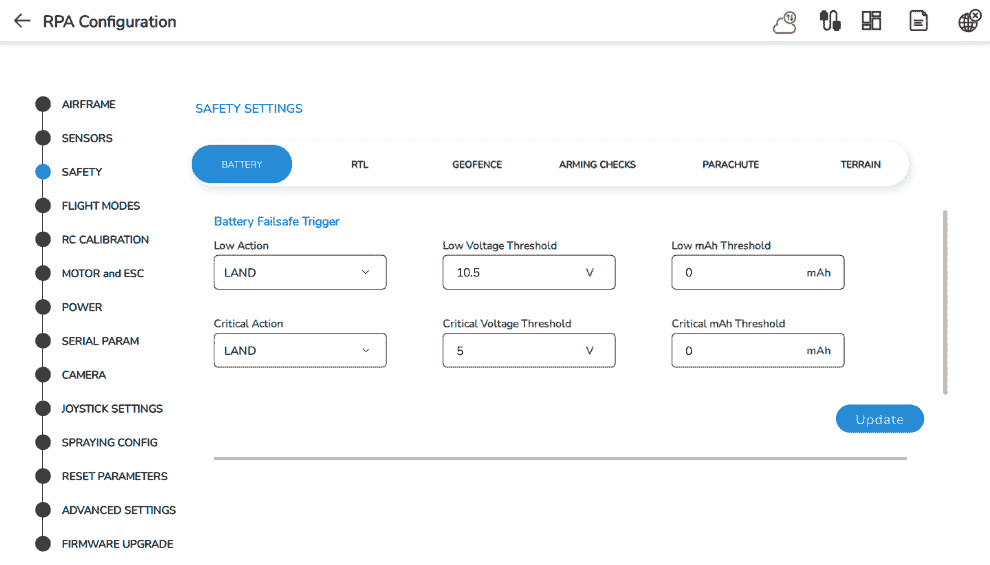 RPA Configuration
AIRFRAME
SENSORS
SAFETY
FLIGHT MODES
RC CALIBRATION
MOTOR and ESC
POWER
SERIAL PARAM
CAMERA
JOYSTICK SETTINGS
SPRAYING CONFIG
RESET PARAMETERS
ADVANCED SETTINGS
FIRMWARE UPGRADE
SAFETY SETTINGS
BATTERY RTL GEOFENCE ARMING CHECKS PARACHUTE TERRAIN
Battery Failsafe Trigger
Low Action Low Voltage Threshold Low mAh Threshold
LAND 10.5 V 0 mAh
Critical Action Critical Voltage Threshold Critical mAh Threshold
LAND 5 V 0 mAh
Update